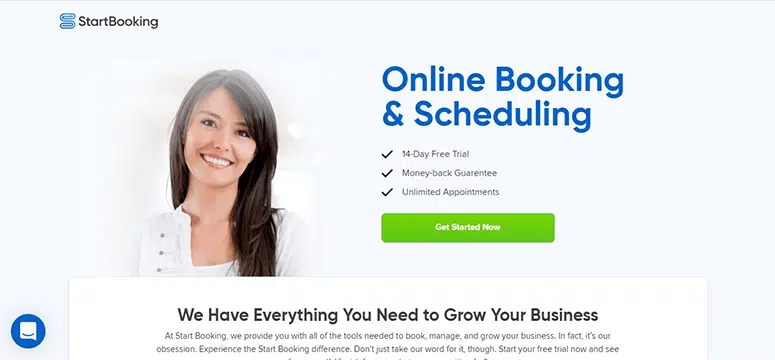 StartBooking
Online Booking
& Scheduling
14-Day Free Trial
Money-back Guarentee
Unlimited Appointments
Get Started Now
We Have Everything You Need to Grow Your Business
At Start Booking, we provide you with all of the tools needed to book, manage, and grow your business. In fact, it's our
obsession. Experience the Start Booking difference. Don't just take our word for it, though. Start your free trial now and see